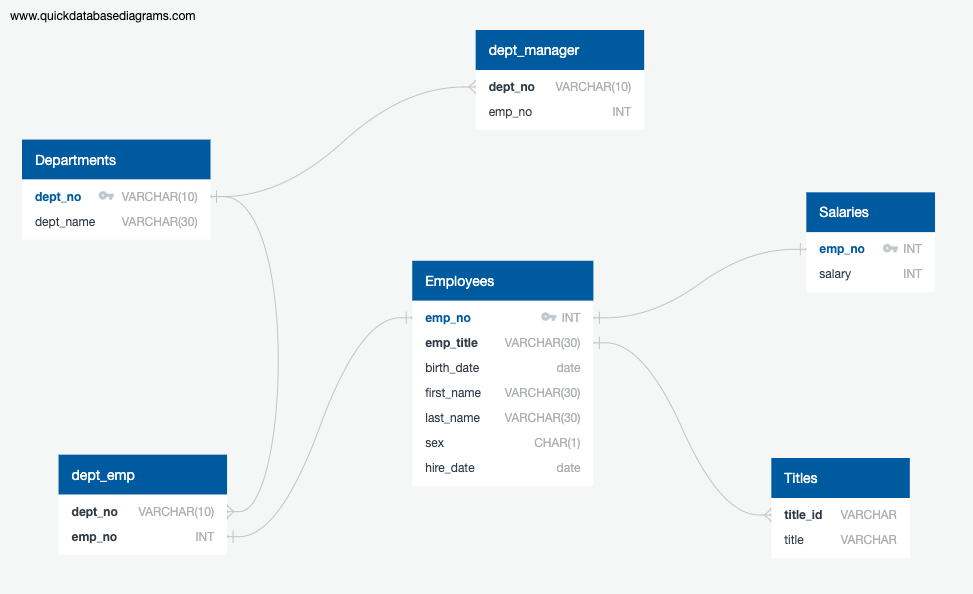 www.quickdatabasediagrams.com
dept_manager
dept_no VARCHAR(10)
emp_no INT
Departments
dept_no VARCHAR(10)
dept_name VARCHAR(30)
Salaries
emp_no INT
salary INT
Employees
emp_no INT
emp_title VARCHAR(30)
birth_date date
first_name VARCHAR(30)
last_name VARCHAR(30)
sex CHAR(1)
hire_date date
dept_emp
dept_no VARCHAR(10)
emp_no INT
Titles
title_id VARCHAR
title VARCHAR